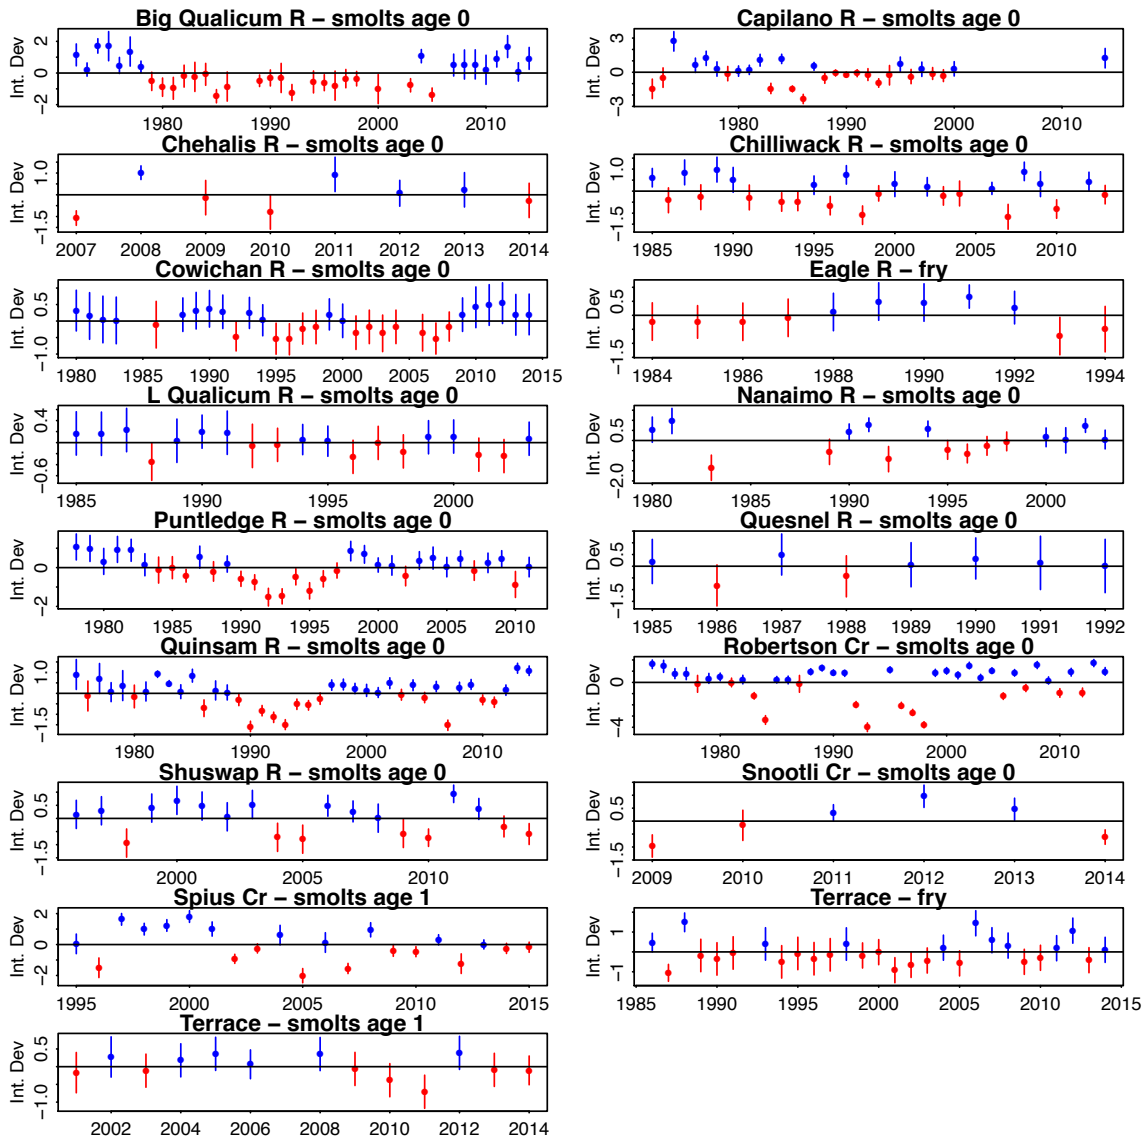 Big Qualicum R – smolts age 0
Int. Dev
2
0
−2
1980 1990 2000 2010
Capilano R – smolts age 0
Int. Dev
3
0
−3
1980 1990 2000 2010
Chehalis R – smolts age 0
Int. Dev
1.0
−1.5
2007 2008 2009 2010 2011 2012 2013 2014
Chilliwack R – smolts age 0
Int. Dev
1.0
−1.5
1985 1990 1995 2000 2005 2010
Cowichan R – smolts age 0
Int. Dev
0.5
−1.0
1980 1985 1990 1995 2000 2005 2010 2015
Eagle R – fry
Int. Dev
0.5
−1.5
1984 1986 1988 1990 1992 1994
L Qualicum R – smolts age 0
Int. Dev
0.4
−0.6
1985 1990 1995 2000
Nanaimo R – smolts age 0
Int. Dev
0.5
−2.0
1980 1985 1990 1995 2000
Puntledge R – smolts age 0
Int. Dev
0
−2
1980 1985 1990 1995 2000 2005 2010
Quesnel R – smolts age 0
Int. Dev
0.5
−1.5
1985 1986 1987 1988 1989 1990 1991 1992
Quinsam R – smolts age 0
Int. Dev
1.0
−1.5
1980 1990 2000 2010
Robertson Cr – smolts age 0
Int. Dev
0
−4
1980 1990 2000 2010
Shuswap R – smolts age 0
Int. Dev
0.5
−1.5
2000 2005 2010
Snootli Cr – smolts age 0
Int. Dev
0.5
−1.5
2009 2010 2011 2012 2013 2014
Spius Cr – smolts age 1
Int. Dev
2
0
−2
1995 2000 2005 2010 2015
Terrace – fry
Int. Dev
1
−1
1985 1990 1995 2000 2005 2010 2015
Terrace – smolts age 1
Int. Dev
0.5
−1.0
2002 2004 2006 2008 2010 2012 2014